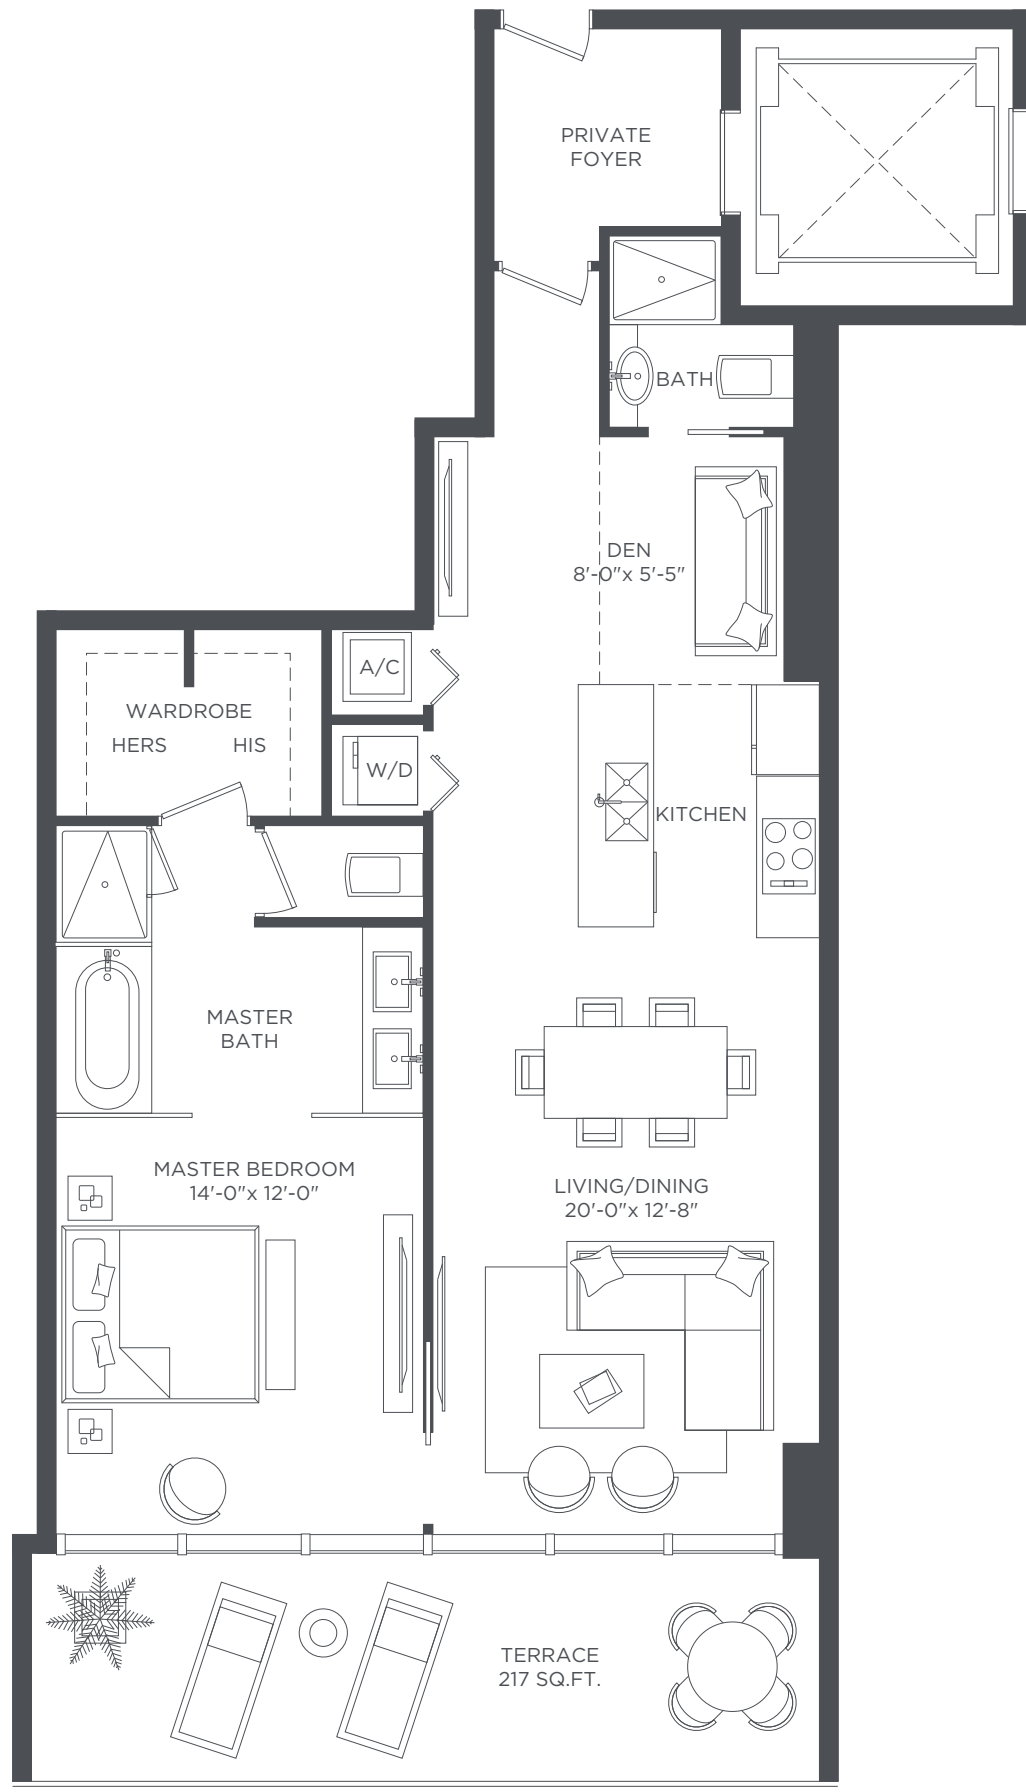 PRIVATE
FOYER
BATH
DEN
8'-0"x 5'-5"
A/C
WARDROBE
HERS HIS
W/D
KITCHEN
MASTER
BATH
MASTER BEDROOM
14'-0"x 12'-0"
LIVING/DINING
20'-0"x 12'-8"
TERRACE
217 SQ.FT.